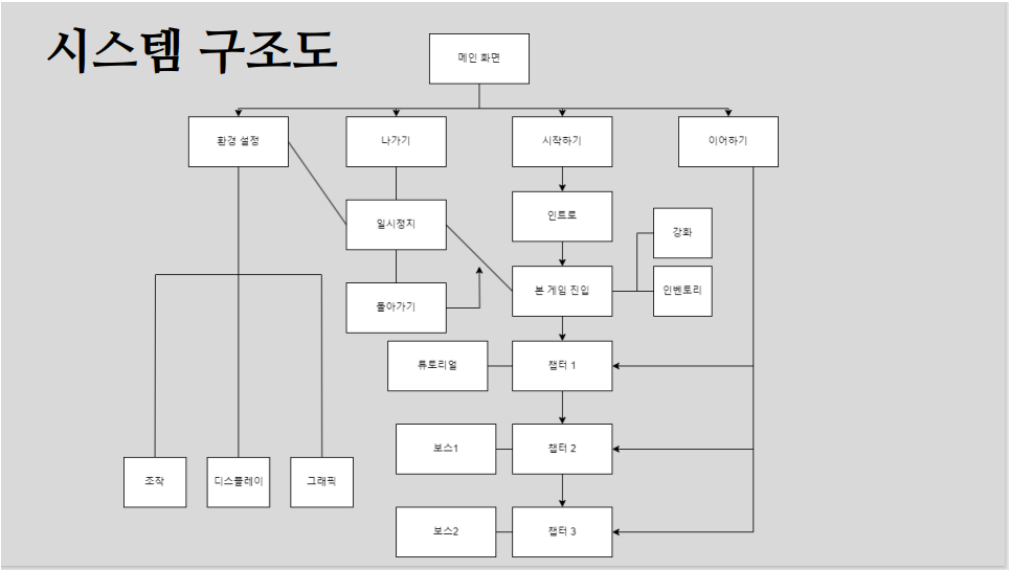 시스템 구조도
메인 화면
환경 설정
나가기
시작하기
이어하기
일시정지
인트로
강화
돌아가기
본 게임 진입
인벤토리
튜토리얼
챕터 1
보스1
챕터 2
조작
디스플레이
그래픽
보스2
챕터 3